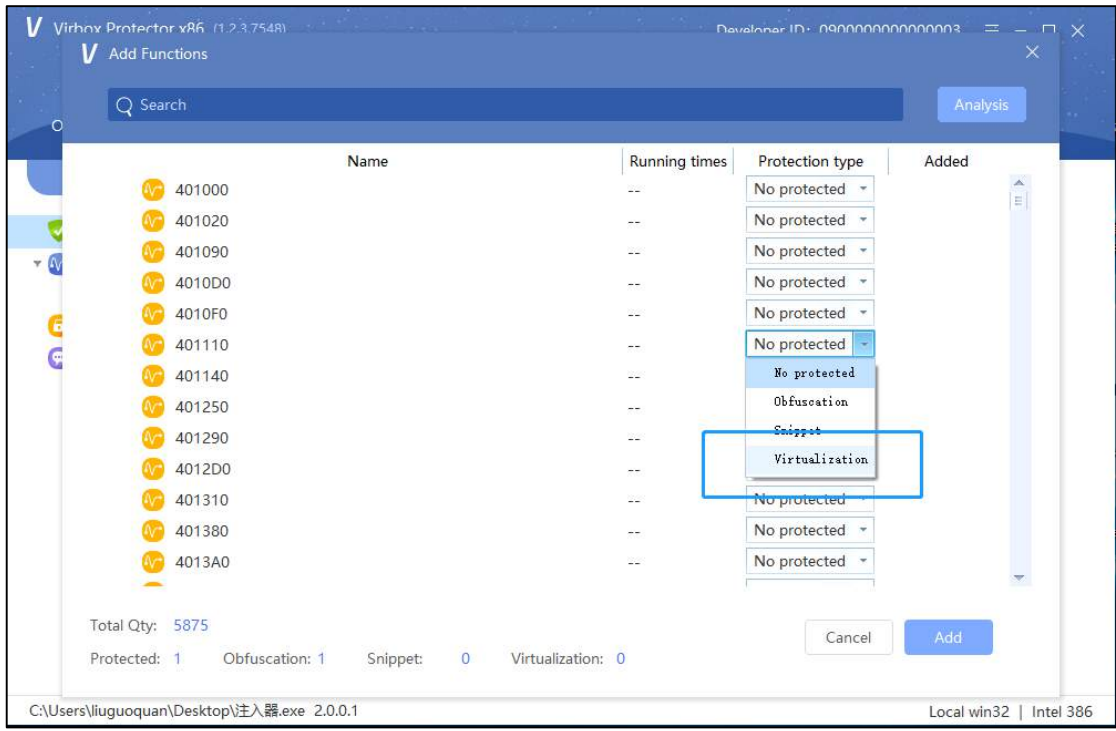 V Virbox Protector x86 (1.2.3.7548) Developer ID: 0900000000000003
V Add Functions
Search Analysis
Name Running times Protection type Added
401000 -- No protected
401020 -- No protected
401090 -- No protected
4010D0 -- No protected
4010F0 -- No protected
401110 -- No protected
401140 -- No protected
401250 -- Obfuscation
401290 -- Snippet
4012D0 -- Virtualization
401310 -- No protected
401380 -- No protected
4013A0 -- No protected
Total Qty: 5875
Cancel Add
Protected: 1 Obfuscation: 1 Snippet: 0 Virtualization: 0
C:\Users\liuguoquan\Desktop\注入器.exe 2.0.0.1 Local win32 | Intel 386